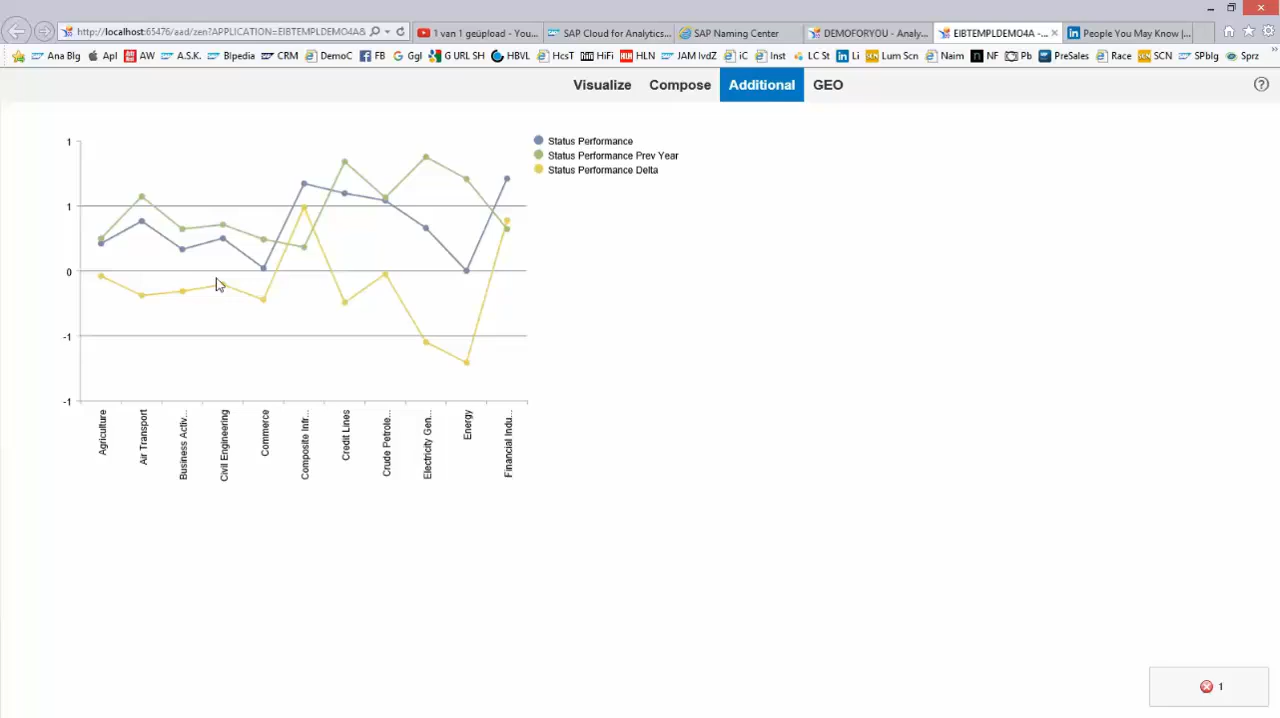 http://localhost:65476/aad/zen?APPLICATION=EIBTEMPLDEMO4A&
1 van 1 geüpload - You...
SAP Cloud for Analytics...
SAP Naming Center
DEMOFORYOU - Analy...
EIBTEMPLDEMO4A -...
People You May Know |...
Ana Blg Apl AW A.S.K. BIpedia CRM DemoC FB Ggl G URL SH HBVL HcsT HiFi HLN JAM IvdZ iC Inst LC St Li Lum Scn Naim NF Pb PreSales Race SCN SPblg Sprz
Visualize Compose Additional GEO
Status Performance
Status Performance Prev Year
Status Performance Delta
1
1
0
-1
-1
Agriculture
Air Transport
Business Activ...
Civil Engineering
Commerce
Composite Infr...
Credit Lines
Crude Petrole...
Electricity Gen...
Energy
Financial Indu...
1